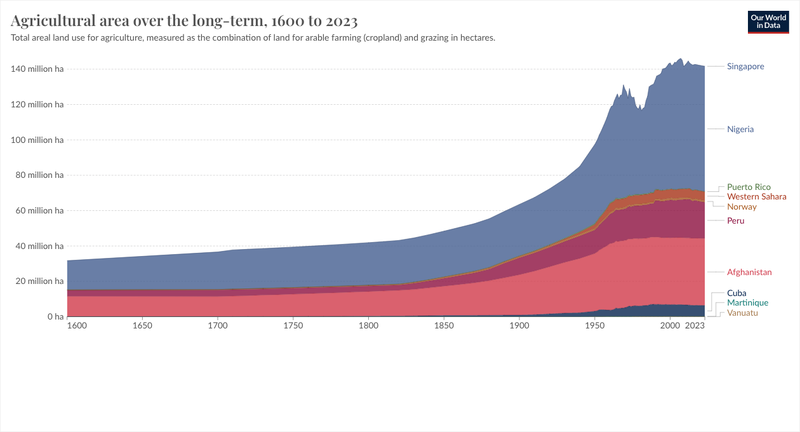 Agricultural area over the long-term, 1600 to 2023
Our World
in Data
Total areal land use for agriculture, measured as the combination of land for arable farming (cropland) and grazing in hectares.
140 million ha
120 million ha
100 million ha
80 million ha
60 million ha
40 million ha
20 million ha
0 ha
Singapore
Nigeria
Puerto Rico
Western Sahara
Norway
Peru
Afghanistan
Cuba
Martinique
Vanuatu
1600 1650 1700 1750 1800 1850 1900 1950 2000 2023